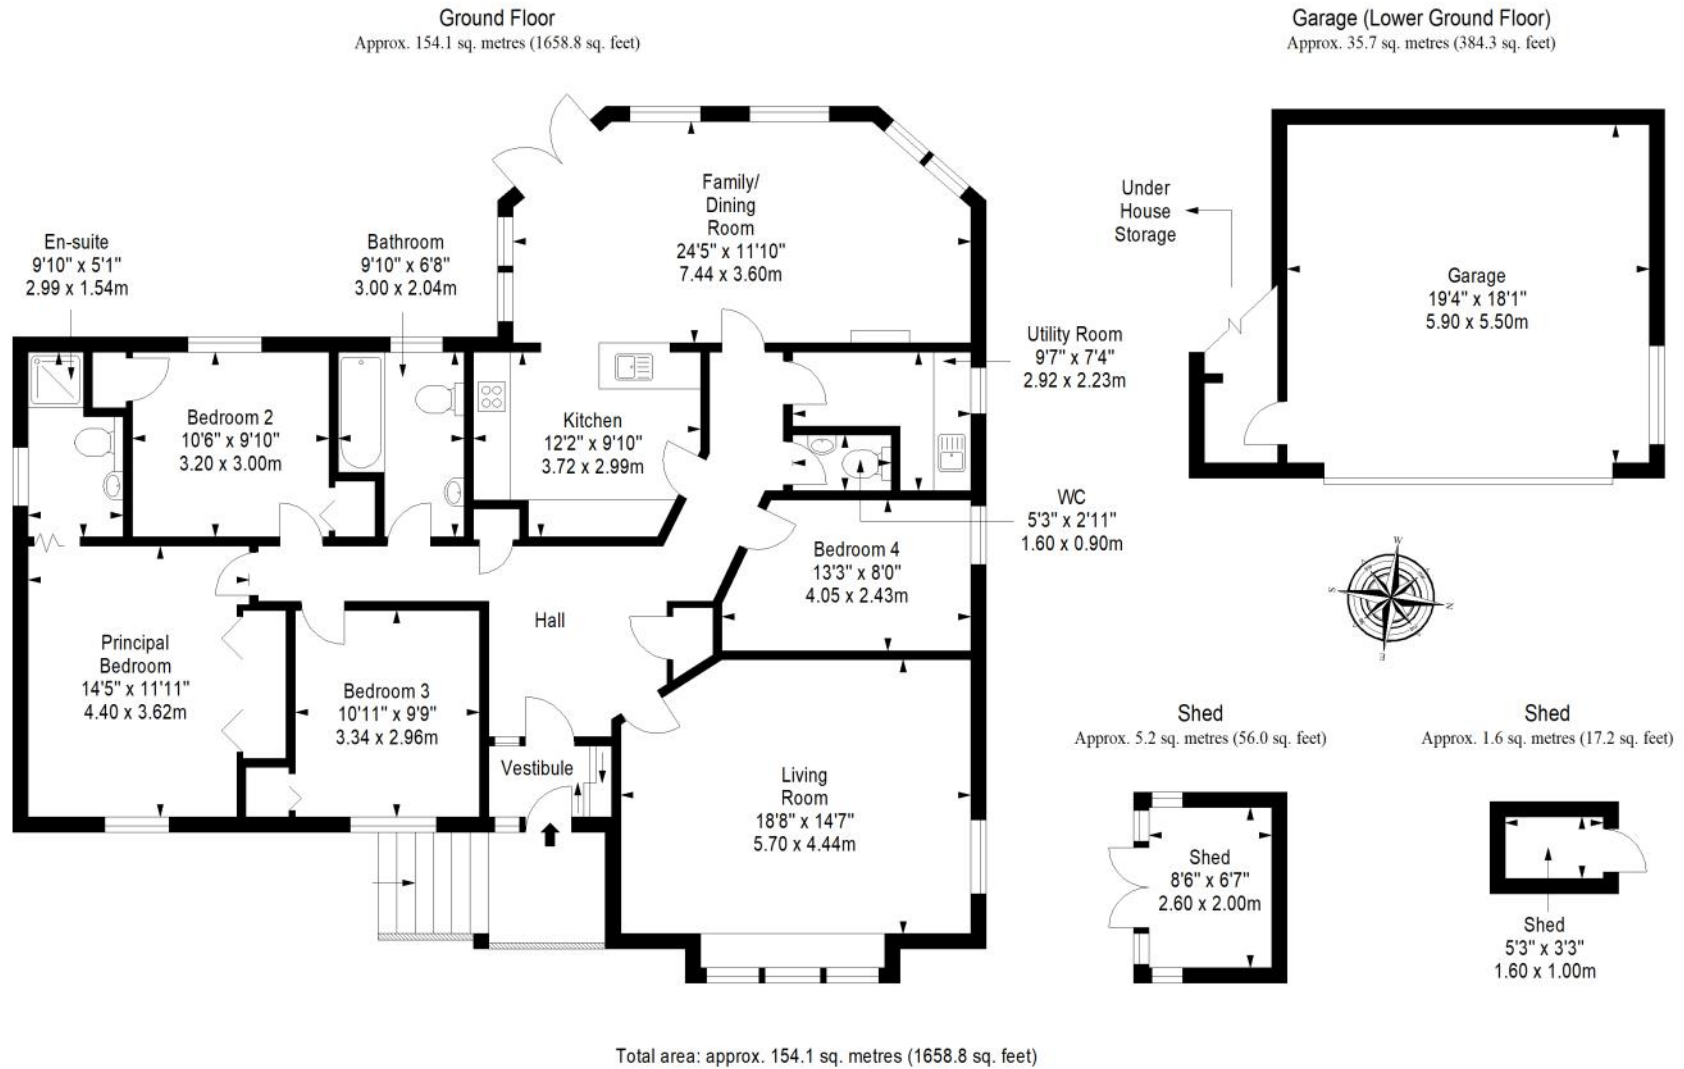 Ground Floor
Approx. 154.1 sq. metres (1658.8 sq. feet)
Garage (Lower Ground Floor)
Approx. 35.7 sq. metres (384.3 sq. feet)
Family/
Dining
Room
24'5" x 11'10"
7.44 x 3.60m
Under
House
Storage
Garage
19'4" x 18'1"
5.90 x 5.50m
En-suite
9'10" x 5'1"
2.99 x 1.54m
Bathroom
9'10" x 6'8"
3.00 x 2.04m
Utility Room
9'7" x 7'4"
2.92 x 2.23m
Bedroom 2
10'6" x 9'10"
3.20 x 3.00m
Kitchen
12'2" x 9'10"
3.72 x 2.99m
WC
5'3" x 2'11"
1.60 x 0.90m
Bedroom 4
13'3" x 8'0"
4.05 x 2.43m
W
S
N
E
Hall
Principal
Bedroom
14'5" x 11'11"
4.40 x 3.62m
Bedroom 3
10'11" x 9'9"
3.34 x 2.96m
Vestibule
Living
Room
18'8" x 14'7"
5.70 x 4.44m
Shed
Approx. 5.2 sq. metres (56.0 sq. feet)
Shed
8'6" x 6'7"
2.60 x 2.00m
Shed
Approx. 1.6 sq. metres (17.2 sq. feet)
Shed
5'3" x 3'3"
1.60 x 1.00m
Total area: approx. 154.1 sq. metres (1658.8 sq. feet)